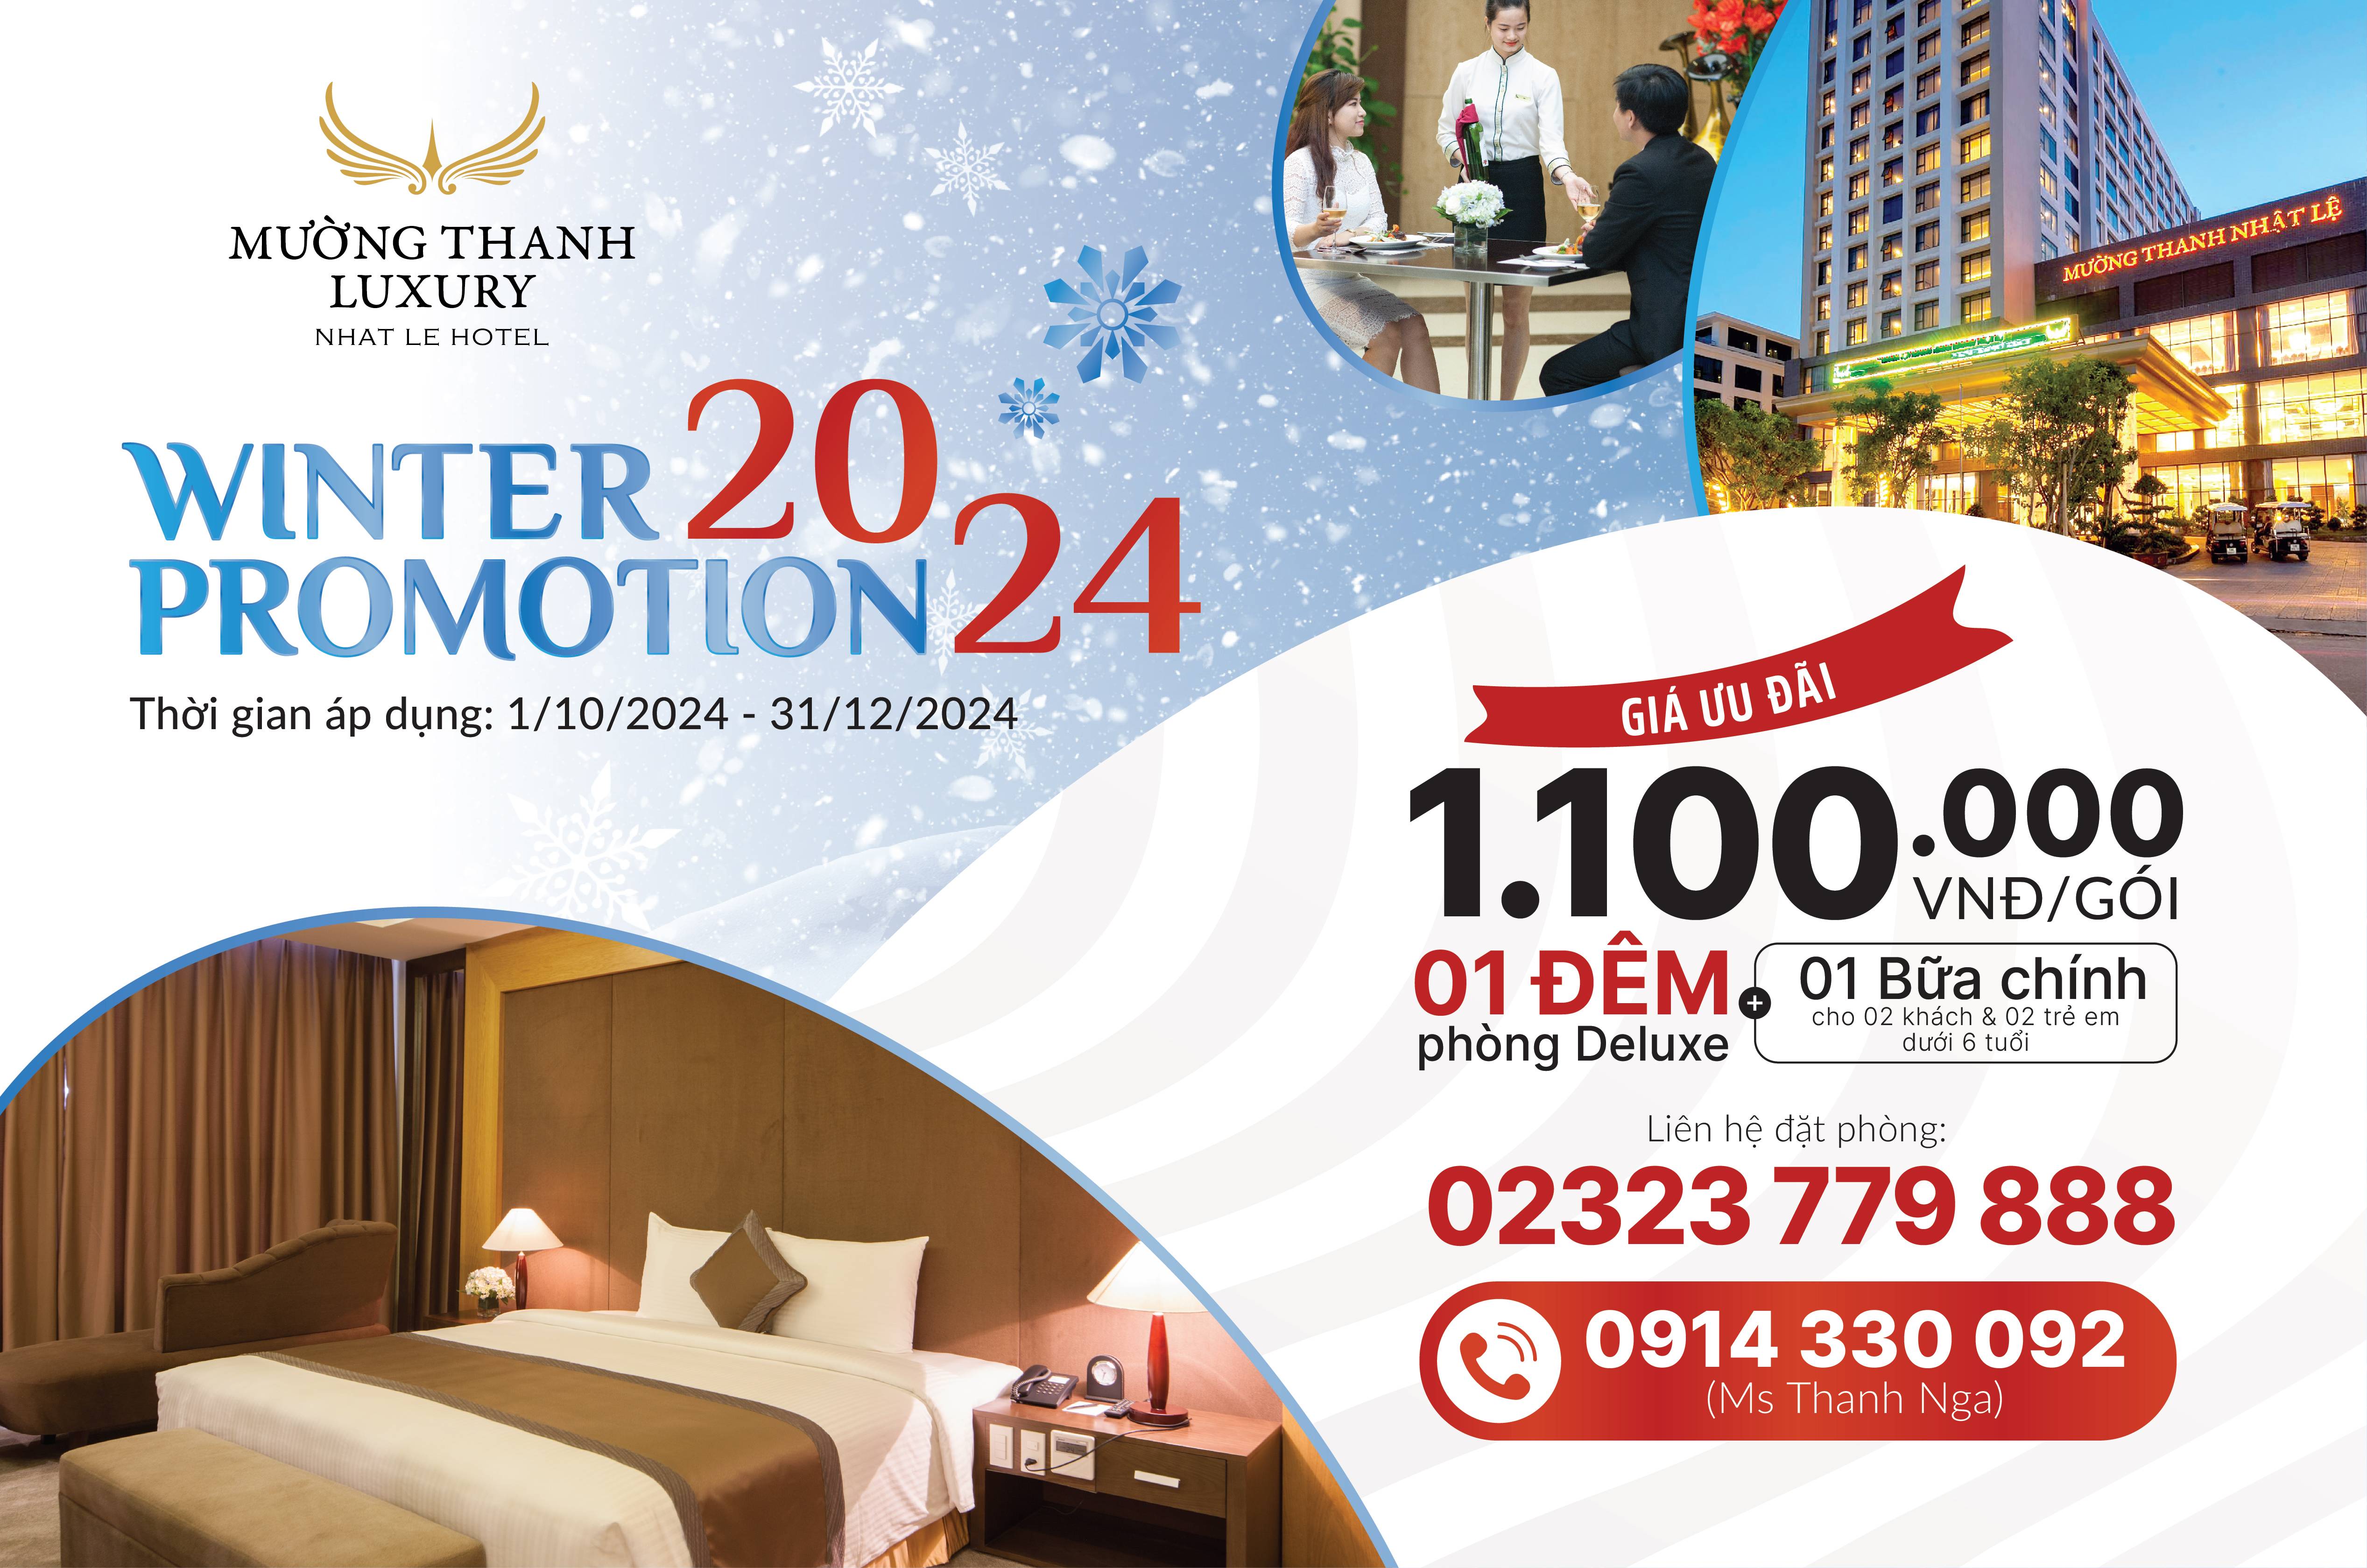 MƯỜNG THANH
LUXURY
NHAT LE HOTEL
WINTER 20
PROMOTION 24
Thời gian áp dụng: 1/10/2024 - 31/12/2024
MƯỜNG THANH NHẬT LỆ
GIÁ ƯU ĐÃI
1.100.000
VNĐ/GÓI
01 ĐÊM
phòng Deluxe
+
01 Bữa chính
cho 02 khách & 02 trẻ em
dưới 6 tuổi
Liên hệ đặt phòng:
02323 779 888
0914 330 092
(Ms Thanh Nga)